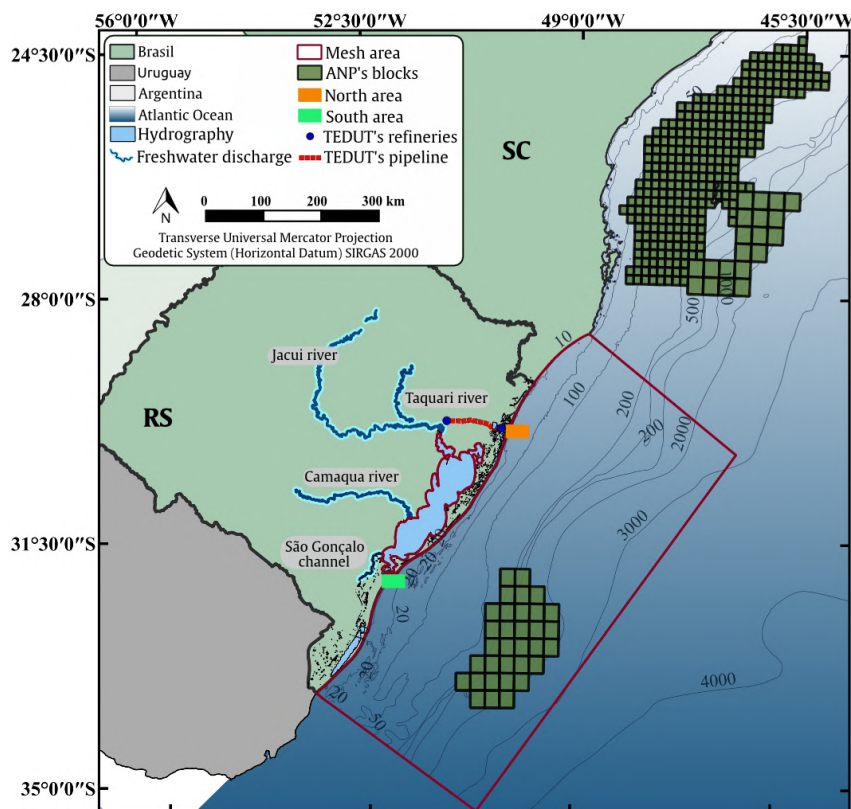 56°0'0"W
52°30'0"W
49°0'0"W
45°30'0"W
24°30'0"S
28°0'0"S
31°30'0"S
35°0'0"S
Brasil
Uruguay
Argentina
Atlantic Ocean
Hydrography
Freshwater discharge
Mesh area
ANP's blocks
North area
South area
TEDUT's refineries
TEDUT's pipeline
N
0 100 200 300 km
Transverse Universal Mercator Projection
Geodetic System (Horizontal Datum) SIRGAS 2000
SC
RS
Jacui river
Taquari river
Camaqua river
São Gonçalo
channel
10
100
200
200
500
1000
2000
3000
4000
20
20
20
50